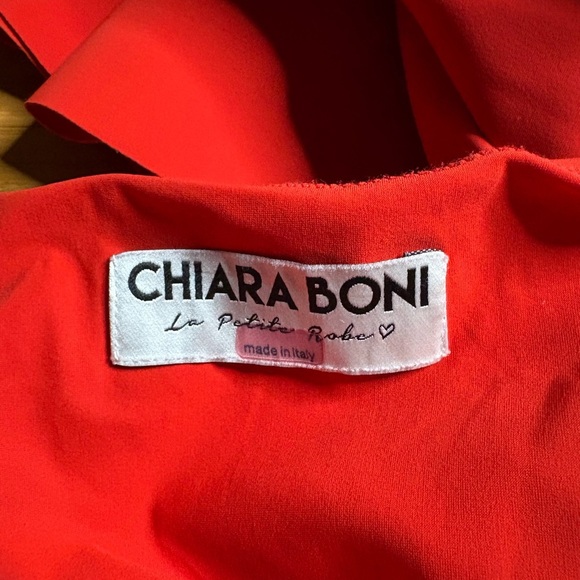 CHIARA BONI
La Petite Robe♡
made in italy